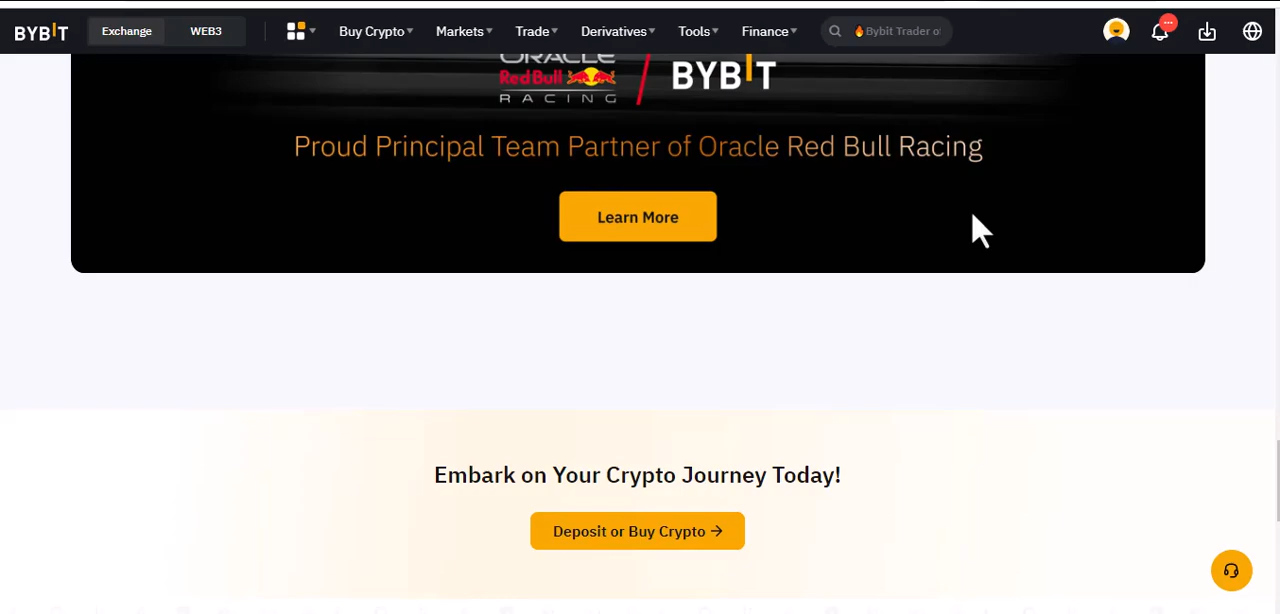 BYBIT Exchange WEB3 Buy Crypto Markets Trade Derivatives Tools Finance 🔥Bybit Trader o
ORACLE
Red Bull
RACING
BYBIT
Proud Principal Team Partner of Oracle Red Bull Racing
Learn More
Embark on Your Crypto Journey Today!
Deposit or Buy Crypto →